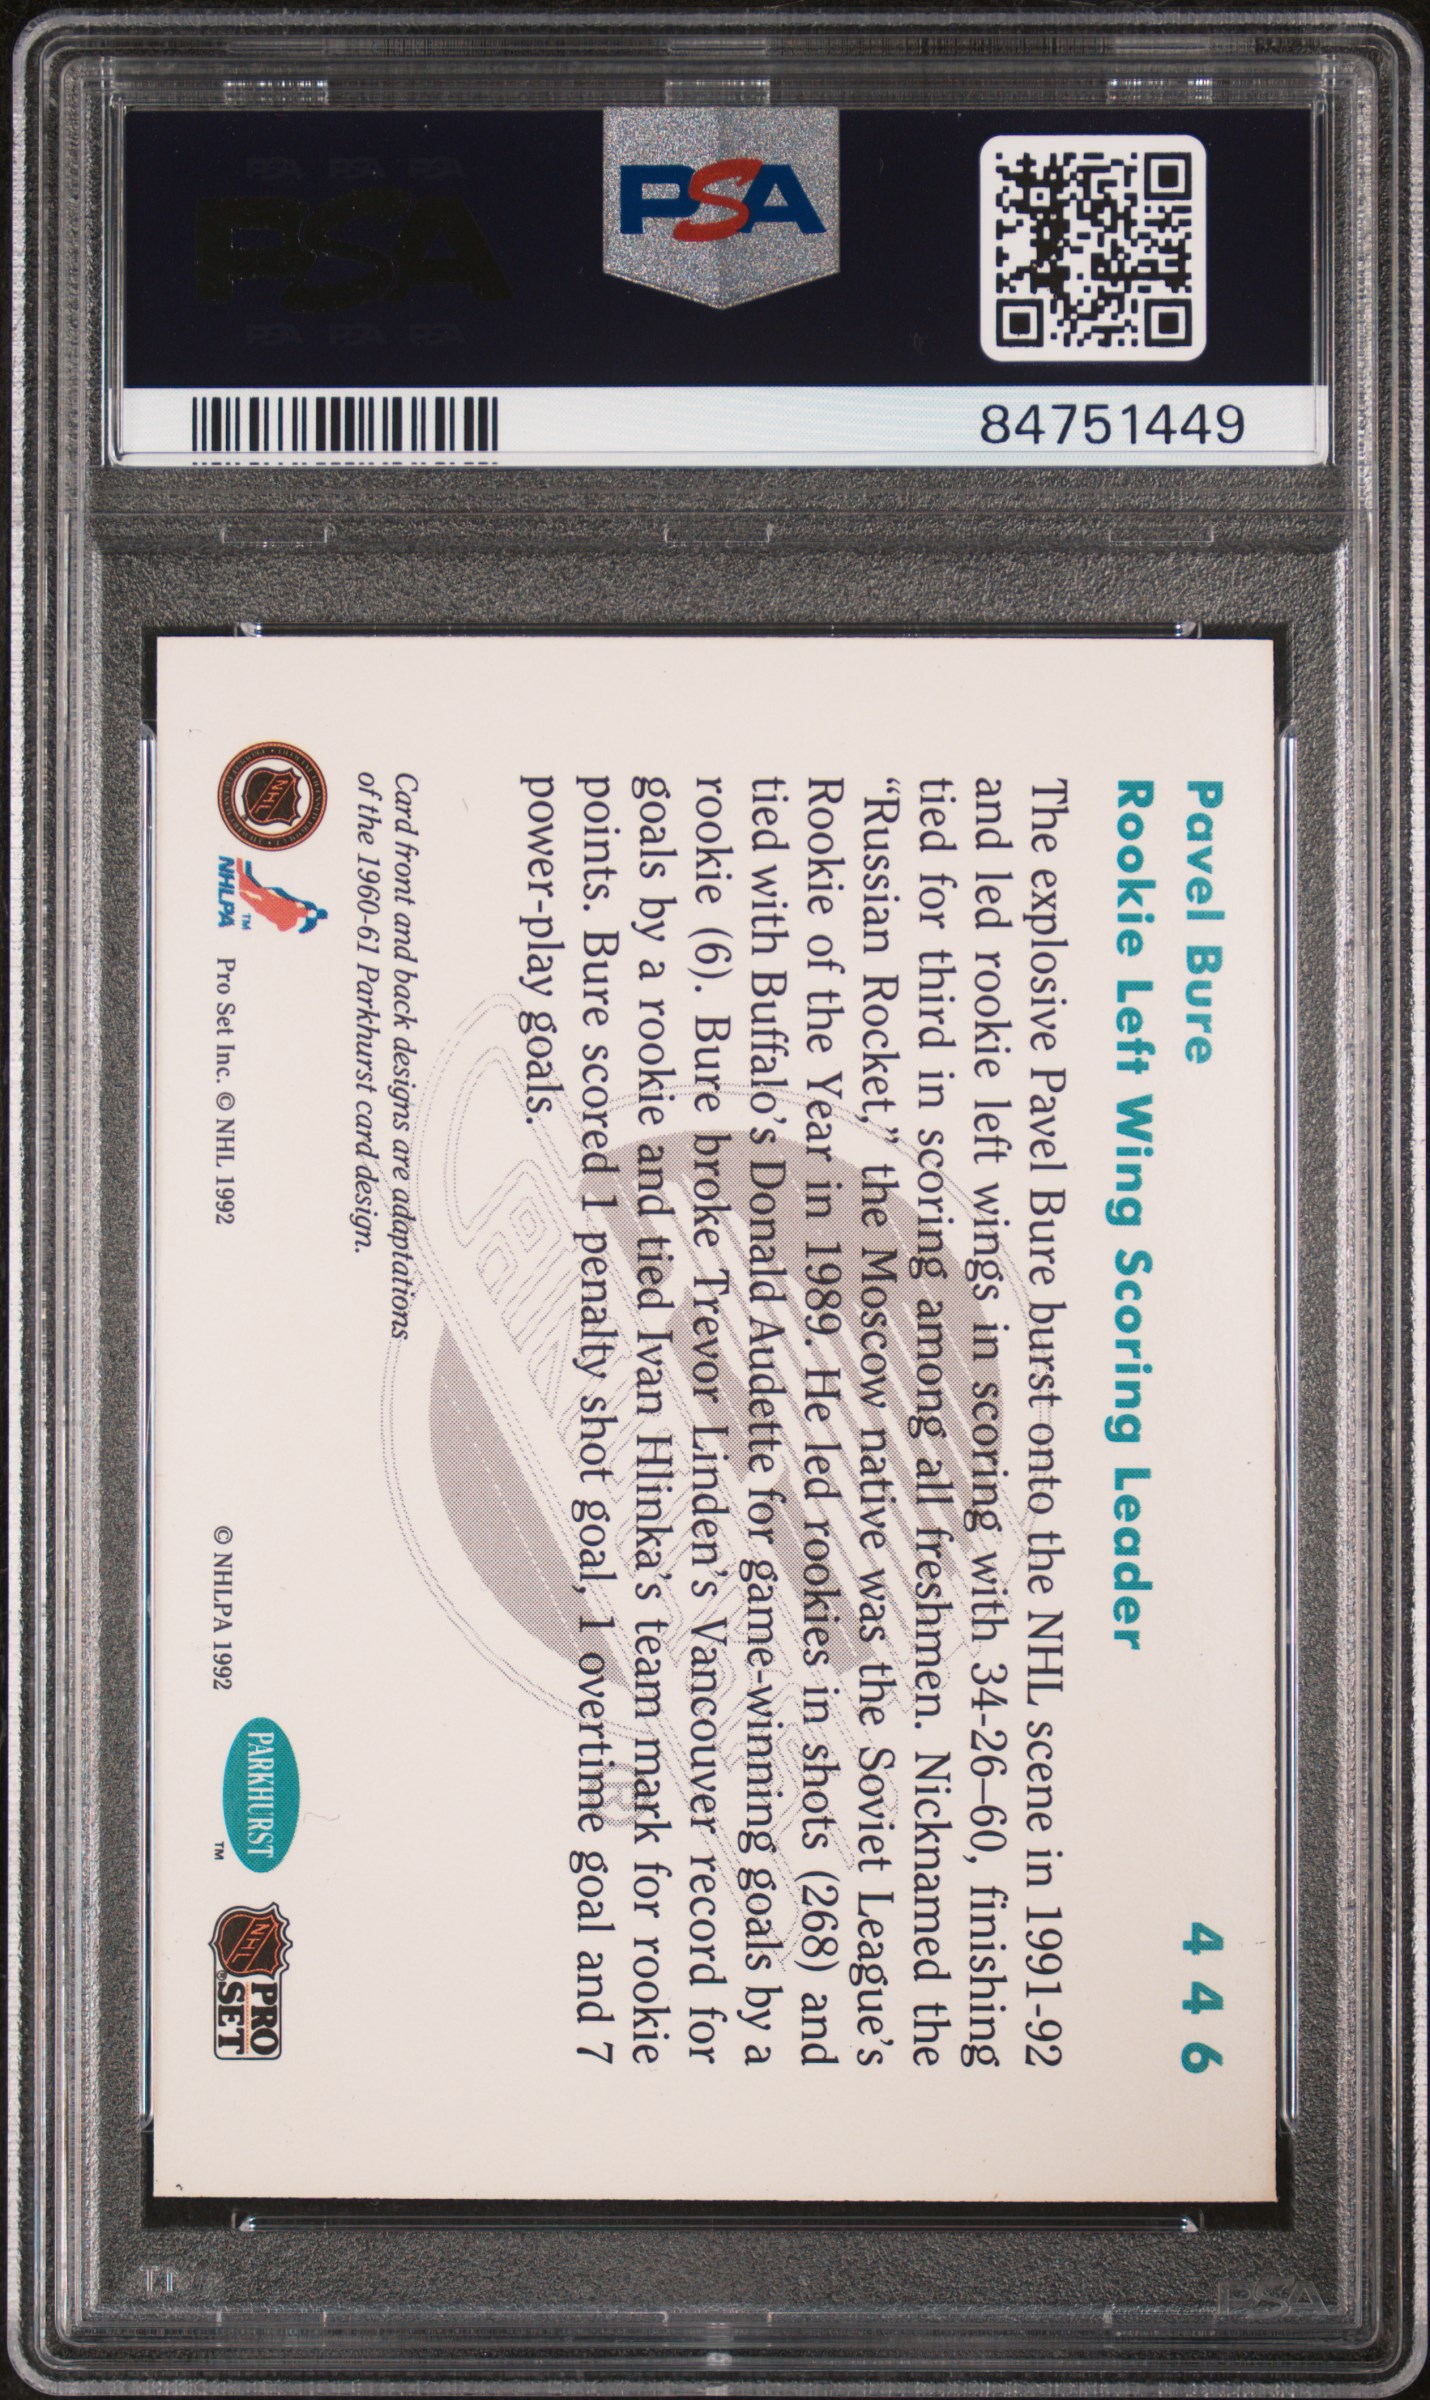 PSA
84751449
Pavel Bure 446
Rookie Left Wing Scoring Leader
The explosive Pavel Bure burst onto the NHL scene in 1991-92
and led rookie left wings in scoring with 34-26–60, finishing
tied for third in scoring among all freshmen. Nicknamed the
“Russian Rocket,” the Moscow native was the Soviet League’s
Rookie of the Year in 1989. He led rookies in shots (268) and
tied with Buffalo’s Donald Audette for game-winning goals by a
rookie (6). Bure broke Trevor Linden’s Vancouver record for
goals by a rookie and tied Ivan Hlinka’s team mark for rookie
points. Bure scored 1 penalty shot goal, 1 overtime goal and 7
power-play goals.
Card front and back designs are adaptations
of the 1960-61 Parkhurst card design.
NHL
NHLPA™
Pro Set Inc. © NHL 1992
© NHLPA 1992
PARKHURST™
NHL® PRO SET
PSA